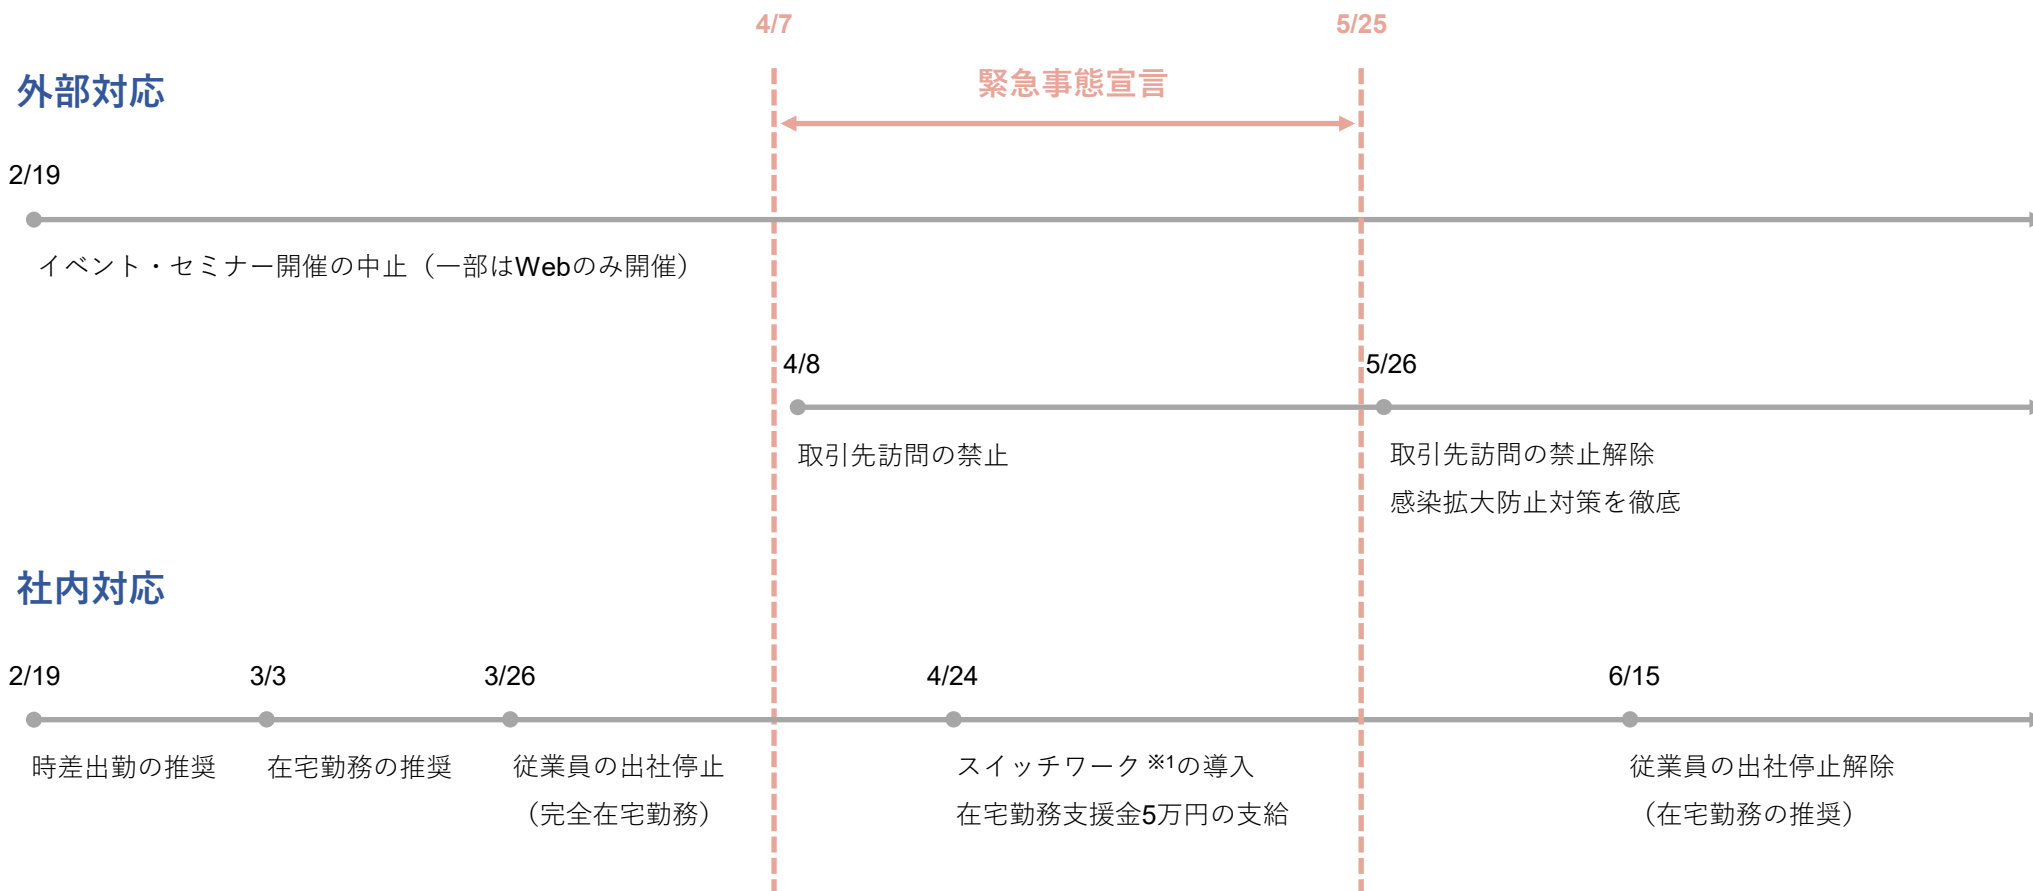 4/7
5/25
緊急事態宣言
外部対応
2/19
イベント・セミナー開催の中止（一部はWebのみ開催）
4/8
5/26
取引先訪問の禁止
取引先訪問の禁止解除
感染拡大防止対策を徹底
社内対応
2/19
3/3
3/26
4/24
6/15
時差出勤の推奨
在宅勤務の推奨
従業員の出社停止
（完全在宅勤務）
スイッチワーク ※1の導入
在宅勤務支援金5万円の支給
従業員の出社停止解除
（在宅勤務の推奨）